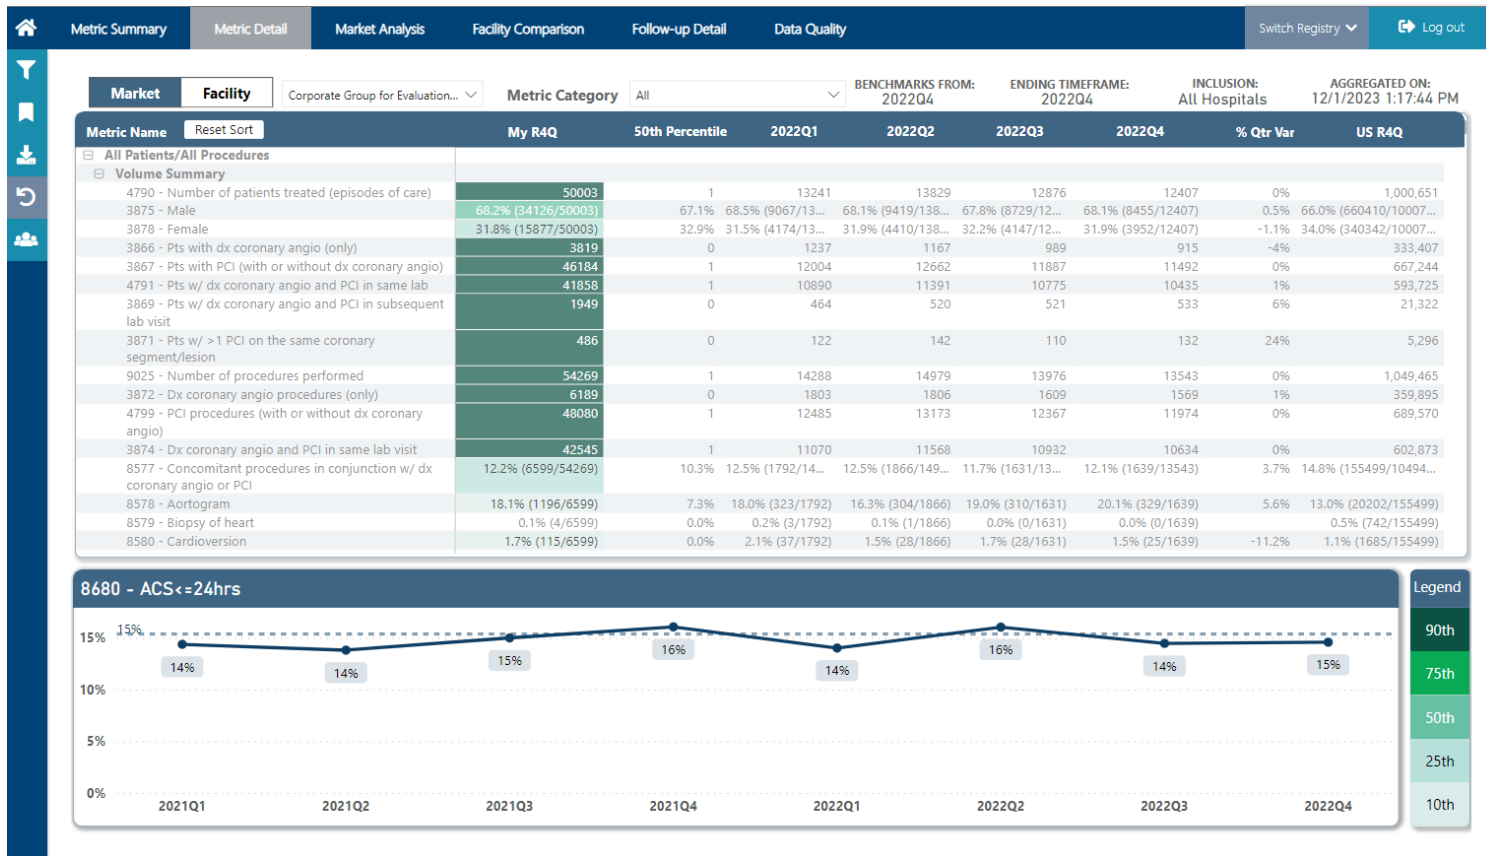 Metric Summary Metric Detail Market Analysis Facility Comparison Follow-up Detail Data Quality Switch Registry Log out
Market Facility Corporate Group for Evaluation... Metric Category All BENCHMARKS FROM: 2022Q4 ENDING TIMEFRAME: 2022Q4 INCLUSION: All Hospitals AGGREGATED ON: 12/1/2023 1:17:44 PM
Metric Name Reset Sort My R4Q 50th Percentile 2022Q1 2022Q2 2022Q3 2022Q4 % Qtr Var US R4Q
All Patients/All Procedures
Volume Summary
4790 - Number of patients treated (episodes of care) 50003 1 13241 13829 12876 12407 0% 1,000,651
3875 - Male 68.2% (34126/50003) 67.1% 68.5% (9067/13... 68.1% (9419/138... 67.8% (8729/12... 68.1% (8455/12407) 0.5% 66.0% (660410/10007...
3878 - Female 31.8% (15877/50003) 32.9% 31.5% (4174/13... 31.9% (4410/138... 32.2% (4147/12... 31.9% (3952/12407) -1.1% 34.0% (340342/10007...
3866 - Pts with dx coronary angio (only) 3819 0 1237 1167 989 915 -4% 333,407
3867 - Pts with PCI (with or without dx coronary angio) 46184 1 12004 12662 11887 11492 0% 667,244
4791 - Pts w/ dx coronary angio and PCI in same lab 41858 1 10890 11391 10775 10435 1% 593,725
3869 - Pts w/ dx coronary angio and PCI in subsequent 1949 0 464 520 521 533 6% 21,322
lab visit
3871 - Pts w/ >1 PCI on the same coronary 486 0 122 142 110 132 24% 5,296
segment/lesion
9025 - Number of procedures performed 54269 1 14288 14979 13976 13543 0% 1,049,465
3872 - Dx coronary angio procedures (only) 6189 0 1803 1806 1609 1569 1% 359,895
4799 - PCI procedures (with or without dx coronary 48080 1 12485 13173 12367 11974 0% 689,570
angio)
3874 - Dx coronary angio and PCI in same lab visit 42545 1 11070 11568 10932 10634 0% 602,873
8577 - Concomitant procedures in conjunction w/ dx 12.2% (6599/54269) 10.3% 12.5% (1792/14... 12.5% (1866/149... 11.7% (1631/13... 12.1% (1639/13543) 3.7% 14.8% (155499/10494...
coronary angio or PCI
8578 - Aortogram 18.1% (1196/6599) 7.3% 18.0% (323/1792) 16.3% (304/1866) 19.0% (310/1631) 20.1% (329/1639) 5.6% 13.0% (20202/155499)
8579 - Biopsy of heart 0.1% (4/6599) 0.0% 0.2% (3/1792) 0.1% (1/1866) 0.0% (0/1631) 0.0% (0/1639) 0.5% (742/155499)
8580 - Cardioversion 1.7% (115/6599) 0.0% 2.1% (37/1792) 1.5% (28/1866) 1.7% (28/1631) 1.5% (25/1639) -11.2% 1.1% (1685/155499)
8680 - ACS<=24hrs
15% 15%
14% 14% 15% 16% 14% 16% 14% 15%
10%
5%
0%
2021Q1 2021Q2 2021Q3 2021Q4 2022Q1 2022Q2 2022Q3 2022Q4
Legend
90th
75th
50th
25th
10th